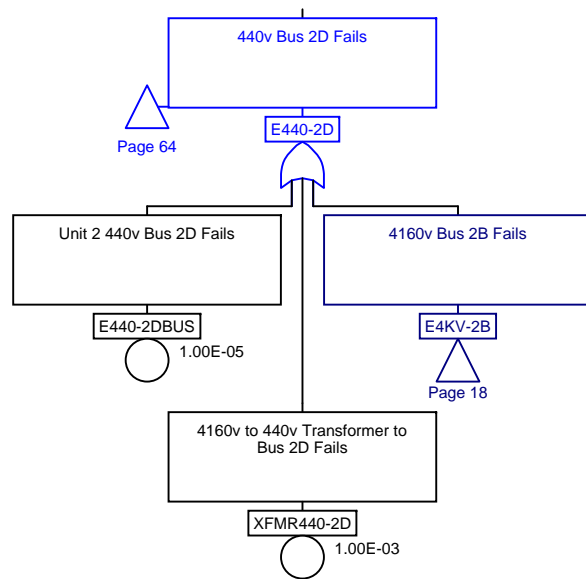 440v Bus 2D Fails
E440-2D
Page 64
Unit 2 440v Bus 2D Fails
E440-2DBUS
1.00E-05
4160v Bus 2B Fails
E4KV-2B
Page 18
4160v to 440v Transformer to
Bus 2D Fails
XFMR440-2D
1.00E-03